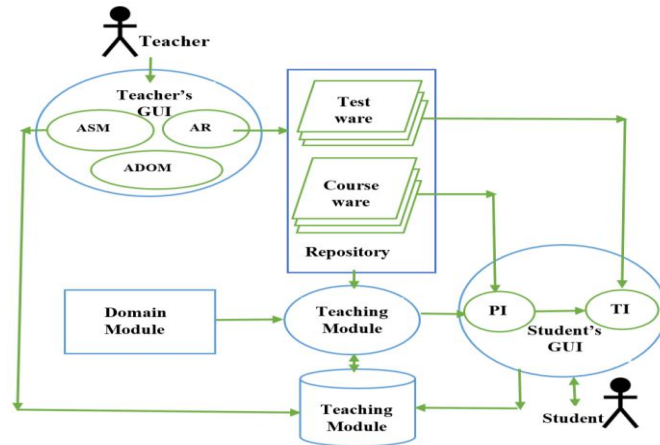 Teacher
Teacher's
GUI
ASM
AR
ADOM
Test
ware
Course
ware
Repository
Domain
Module
Teaching
Module
PI
TI
Student's
GUI
Teaching
Module
Student